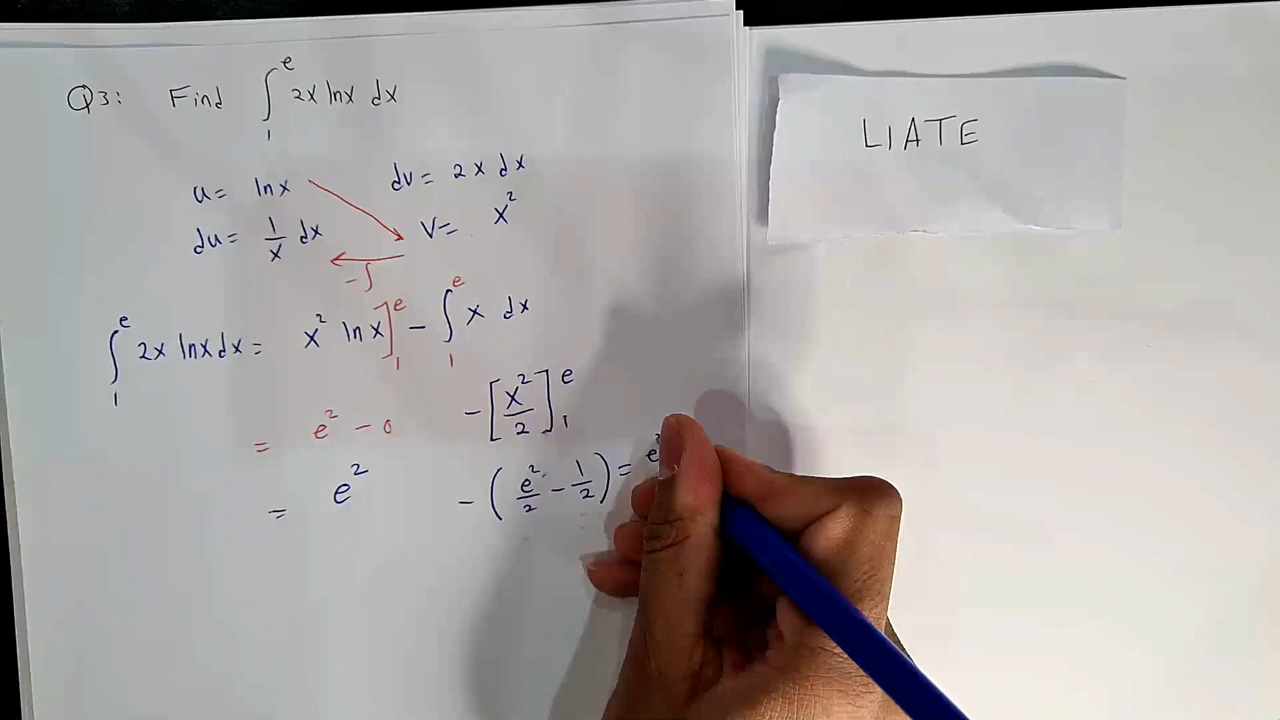 Q3: Find ∫₁ᵉ 2x lnx dx
LIATE
u = lnx dv = 2x dx
du = 1/x dx v = x²
-∫
∫₁ᵉ 2x lnx dx = x² lnx]₁ᵉ - ∫₁ᵉ x dx
= e² - 0 - [x²/2]₁ᵉ
= e² - (e²/2 - 1/2) = e²